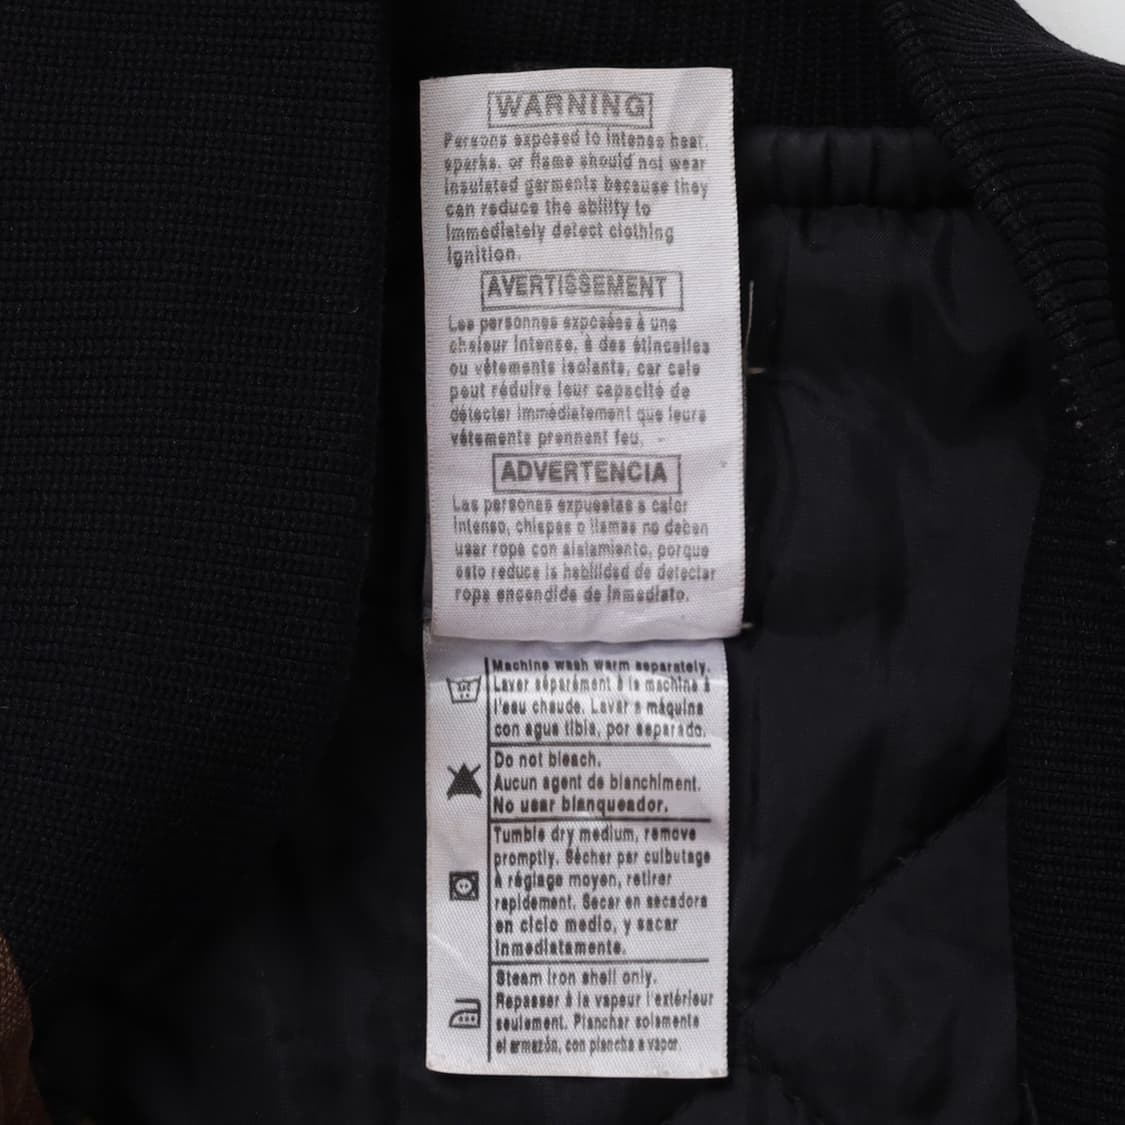 WARNING
Persons exposed to intense heat,
sparks, or flame should not wear
insulated garments because they
can reduce the ability to
immediately detect clothing
ignition.
AVERTISSEMENT
Les personnes exposées à une
chaleur intense, à des étincelles
ou vêtements isolants, car cela
peut réduire leur capacité de
détecter immédiatement que leurs
vêtements prennent feu.
ADVERTENCIA
Las personas expuestas a calor
intenso, chispas o llamas no deben
usar ropa con aislamiento, porque
esto reduce la habilidad de detectar
ropa encendida de inmediato.
Machine wash warm separately.
Laver séparément à la machine à
l'eau chaude. Lavar a máquina
con agua tibia, por separado.
Do not bleach.
Aucun agent de blanchiment.
No usar blanqueador.
Tumble dry medium, remove
promptly. Sécher par culbutage
À réglage moyen, retirer
rapidement. Secar en secadora
en ciclo medio, y sacar
inmediatamente.
Steam iron shell only.
Repasser à la vapeur l'extérieur
seulement. Planchar solamente
el armazón, con plancha a vapor.